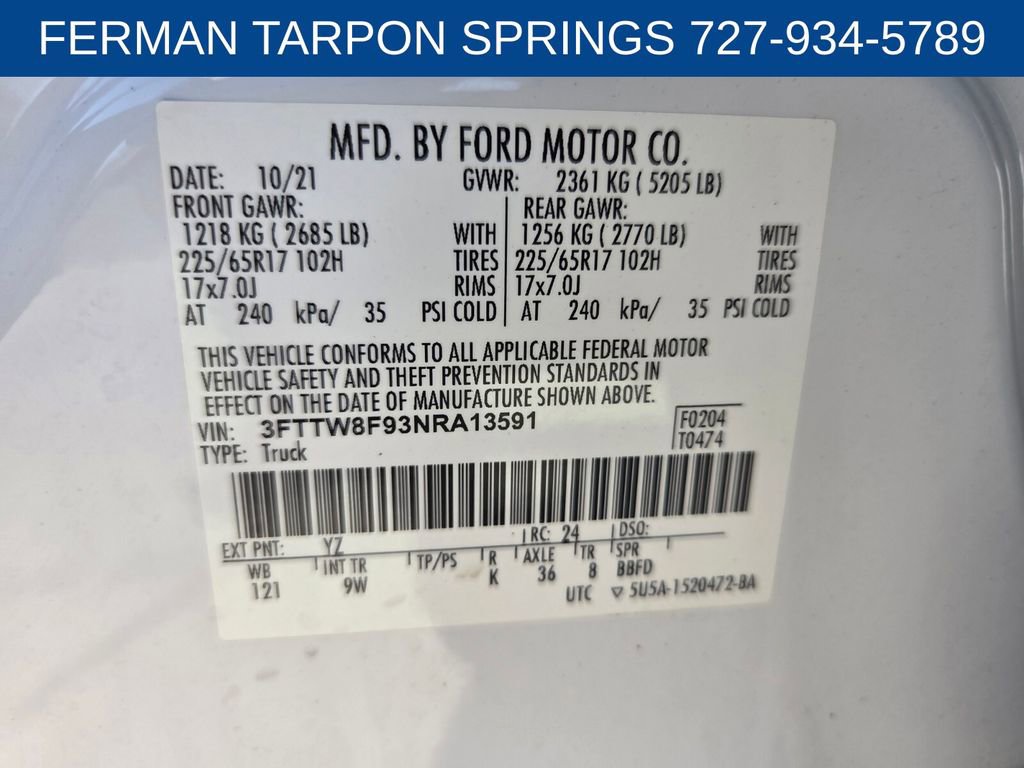 FERMAN TARPON SPRINGS 727-934-5789
MFD. BY FORD MOTOR CO.
DATE: 10/21 GVWR: 2361 KG ( 5205 LB)
FRONT GAWR: REAR GAWR:
1218 KG ( 2685 LB) WITH 1256 KG ( 2770 LB) WITH
225/65R17 102H TIRES 225/65R17 102H TIRES
17x7.0J RIMS 17x7.0J RIMS
AT 240 kPa/ 35 PSI COLD AT 240 kPa/ 35 PSI COLD
THIS VEHICLE CONFORMS TO ALL APPLICABLE FEDERAL MOTOR
VEHICLE SAFETY AND THEFT PREVENTION STANDARDS IN
EFFECT ON THE DATE OF MANUFACTURE SHOWN ABOVE.
VIN: 3FTTW8F93NRA13591 F0204
TYPE: Truck T0474
EXT PNT: YZ RC: 24 DSO:
WB INT TR TP/PS R AXLE TR SPR
121 9W K 36 8 BBFD
UTC ▽ 5U5A-1520472-BA